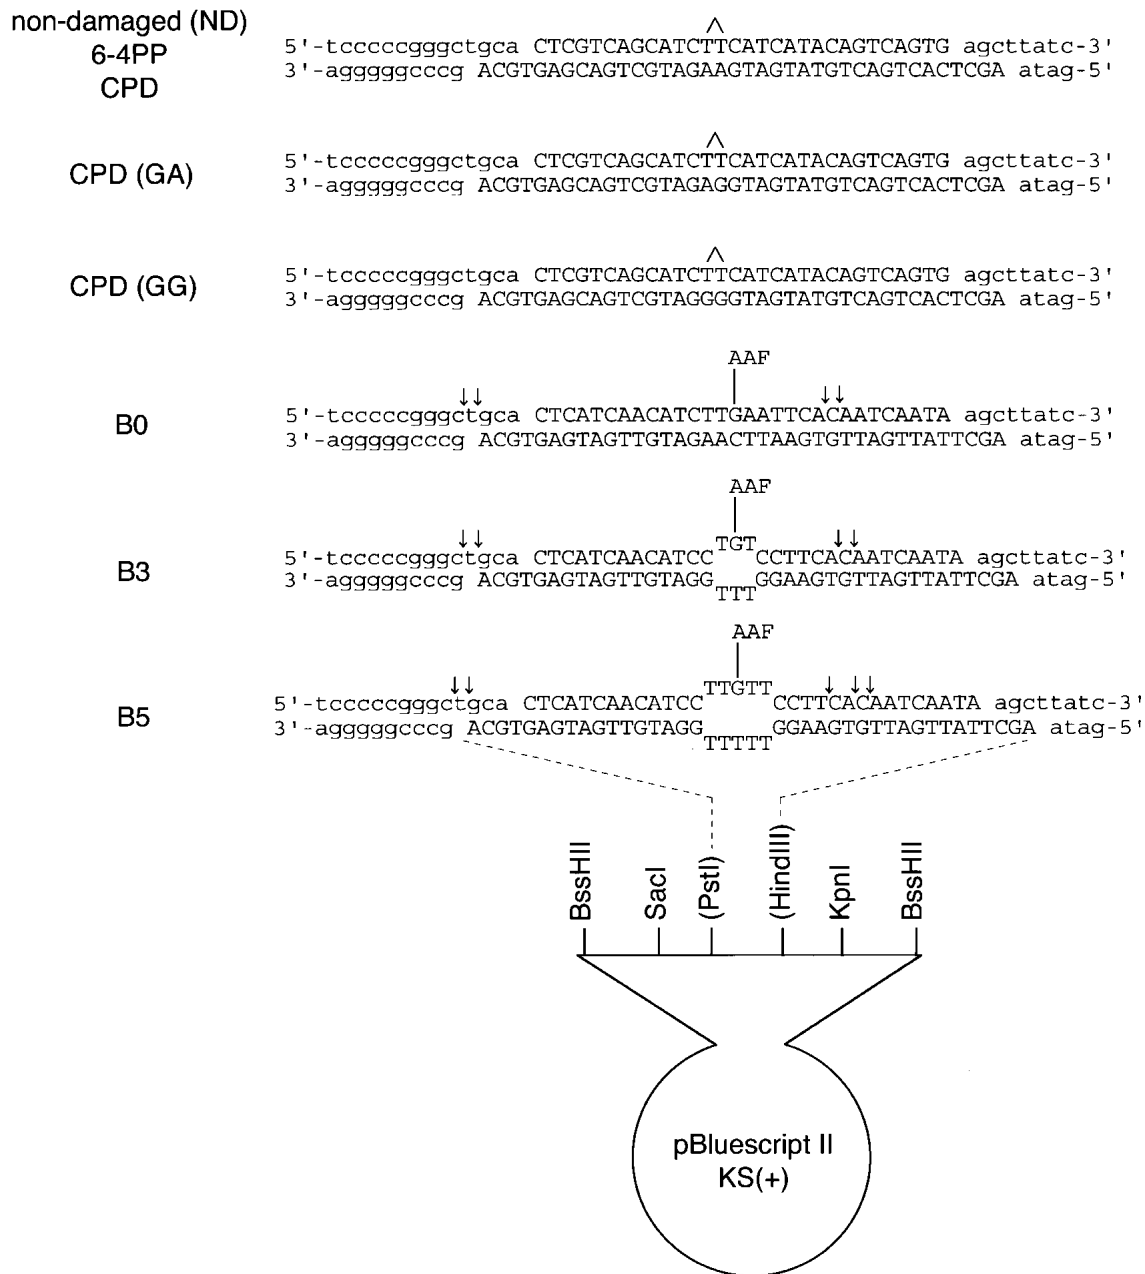 non-damaged (ND)
6-4PP
CPD
5'-tcccccgggctgca CTCGTCAGCATCTTCATCATACAGTCAGTG agcttatc-3'
3'-agggggcccg ACGTGAGCAGTCGTAGAAGTAGTATGTCAGTCACTCGA atag-5'
CPD (GA)
5'-tcccccgggctgca CTCGTCAGCATCTTCATCATACAGTCAGTG agcttatc-3'
3'-agggggcccg ACGTGAGCAGTCGTAGAGGTAGTATGTCAGTCACTCGA atag-5'
CPD (GG)
5'-tcccccgggctgca CTCGTCAGCATCTTCATCATACAGTCAGTG agcttatc-3'
3'-agggggcccg ACGTGAGCAGTCGTAGGGGTAGTATGTCAGTCACTCGA atag-5'
AAF
↓↓ ↓↓
B0
5'-tcccccgggctgca CTCATCAACATCTTGAATTCACAATCAATA agcttatc-3'
3'-agggggcccg ACGTGAGTAGTTGTAGAACTTAAGTGTTAGTTATTCGA atag-5'
AAF
↓↓ ↓↓
B3
5'-tcccccgggctgca CTCATCAACATCC TGT CCTTCACAATCAATA agcttatc-3'
3'-agggggcccg ACGTGAGTAGTTGTAGG TTT GGAAGTGTTAGTTATTCGA atag-5'
AAF
↓↓ ↓ ↓↓
B5
5'-tcccccgggctgca CTCATCAACATCC TTGTT CCTTCACAATCAATA agcttatc-3'
3'-agggggcccg ACGTGAGTAGTTGTAGG TTTTT GGAAGTGTTAGTTATTCGA atag-5'
BssHII
SacI
(PstI)
(HindIII)
KpnI
BssHII
pBluescript II
KS(+)